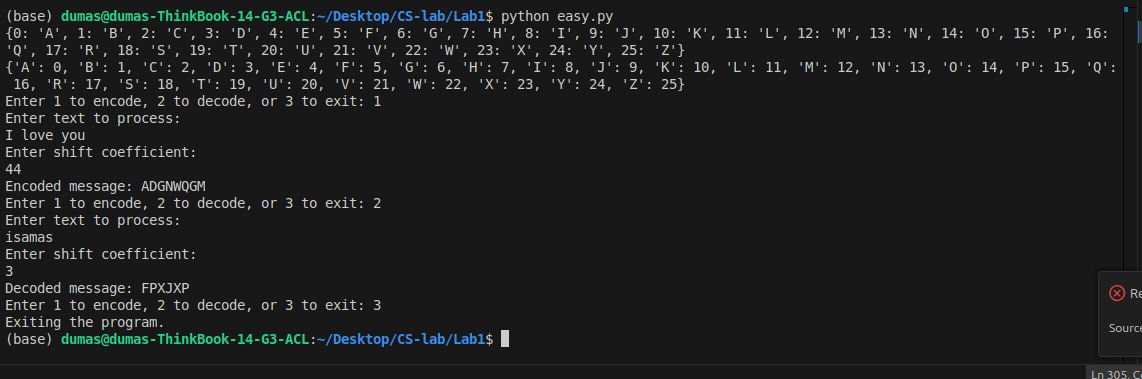 (base) dumas@dumas-ThinkBook-14-G3-ACL:~/Desktop/CS-lab/Lab1$ python easy.py
{0: 'A', 1: 'B', 2: 'C', 3: 'D', 4: 'E', 5: 'F', 6: 'G', 7: 'H', 8: 'I', 9: 'J', 10: 'K', 11: 'L', 12: 'M', 13: 'N', 14: 'O', 15: 'P', 16:
'Q', 17: 'R', 18: 'S', 19: 'T', 20: 'U', 21: 'V', 22: 'W', 23: 'X', 24: 'Y', 25: 'Z'}
{'A': 0, 'B': 1, 'C': 2, 'D': 3, 'E': 4, 'F': 5, 'G': 6, 'H': 7, 'I': 8, 'J': 9, 'K': 10, 'L': 11, 'M': 12, 'N': 13, 'O': 14, 'P': 15, 'Q':
16, 'R': 17, 'S': 18, 'T': 19, 'U': 20, 'V': 21, 'W': 22, 'X': 23, 'Y': 24, 'Z': 25}
Enter 1 to encode, 2 to decode, or 3 to exit: 1
Enter text to process:
I love you
Enter shift coefficient:
44
Encoded message: ADGNWQGM
Enter 1 to encode, 2 to decode, or 3 to exit: 2
Enter text to process:
isamas
Enter shift coefficient:
3
Decoded message: FPXJXP
Enter 1 to encode, 2 to decode, or 3 to exit: 3
Exiting the program.
(base) dumas@dumas-ThinkBook-14-G3-ACL:~/Desktop/CS-lab/Lab1$
Re
Source
Ln 305, C